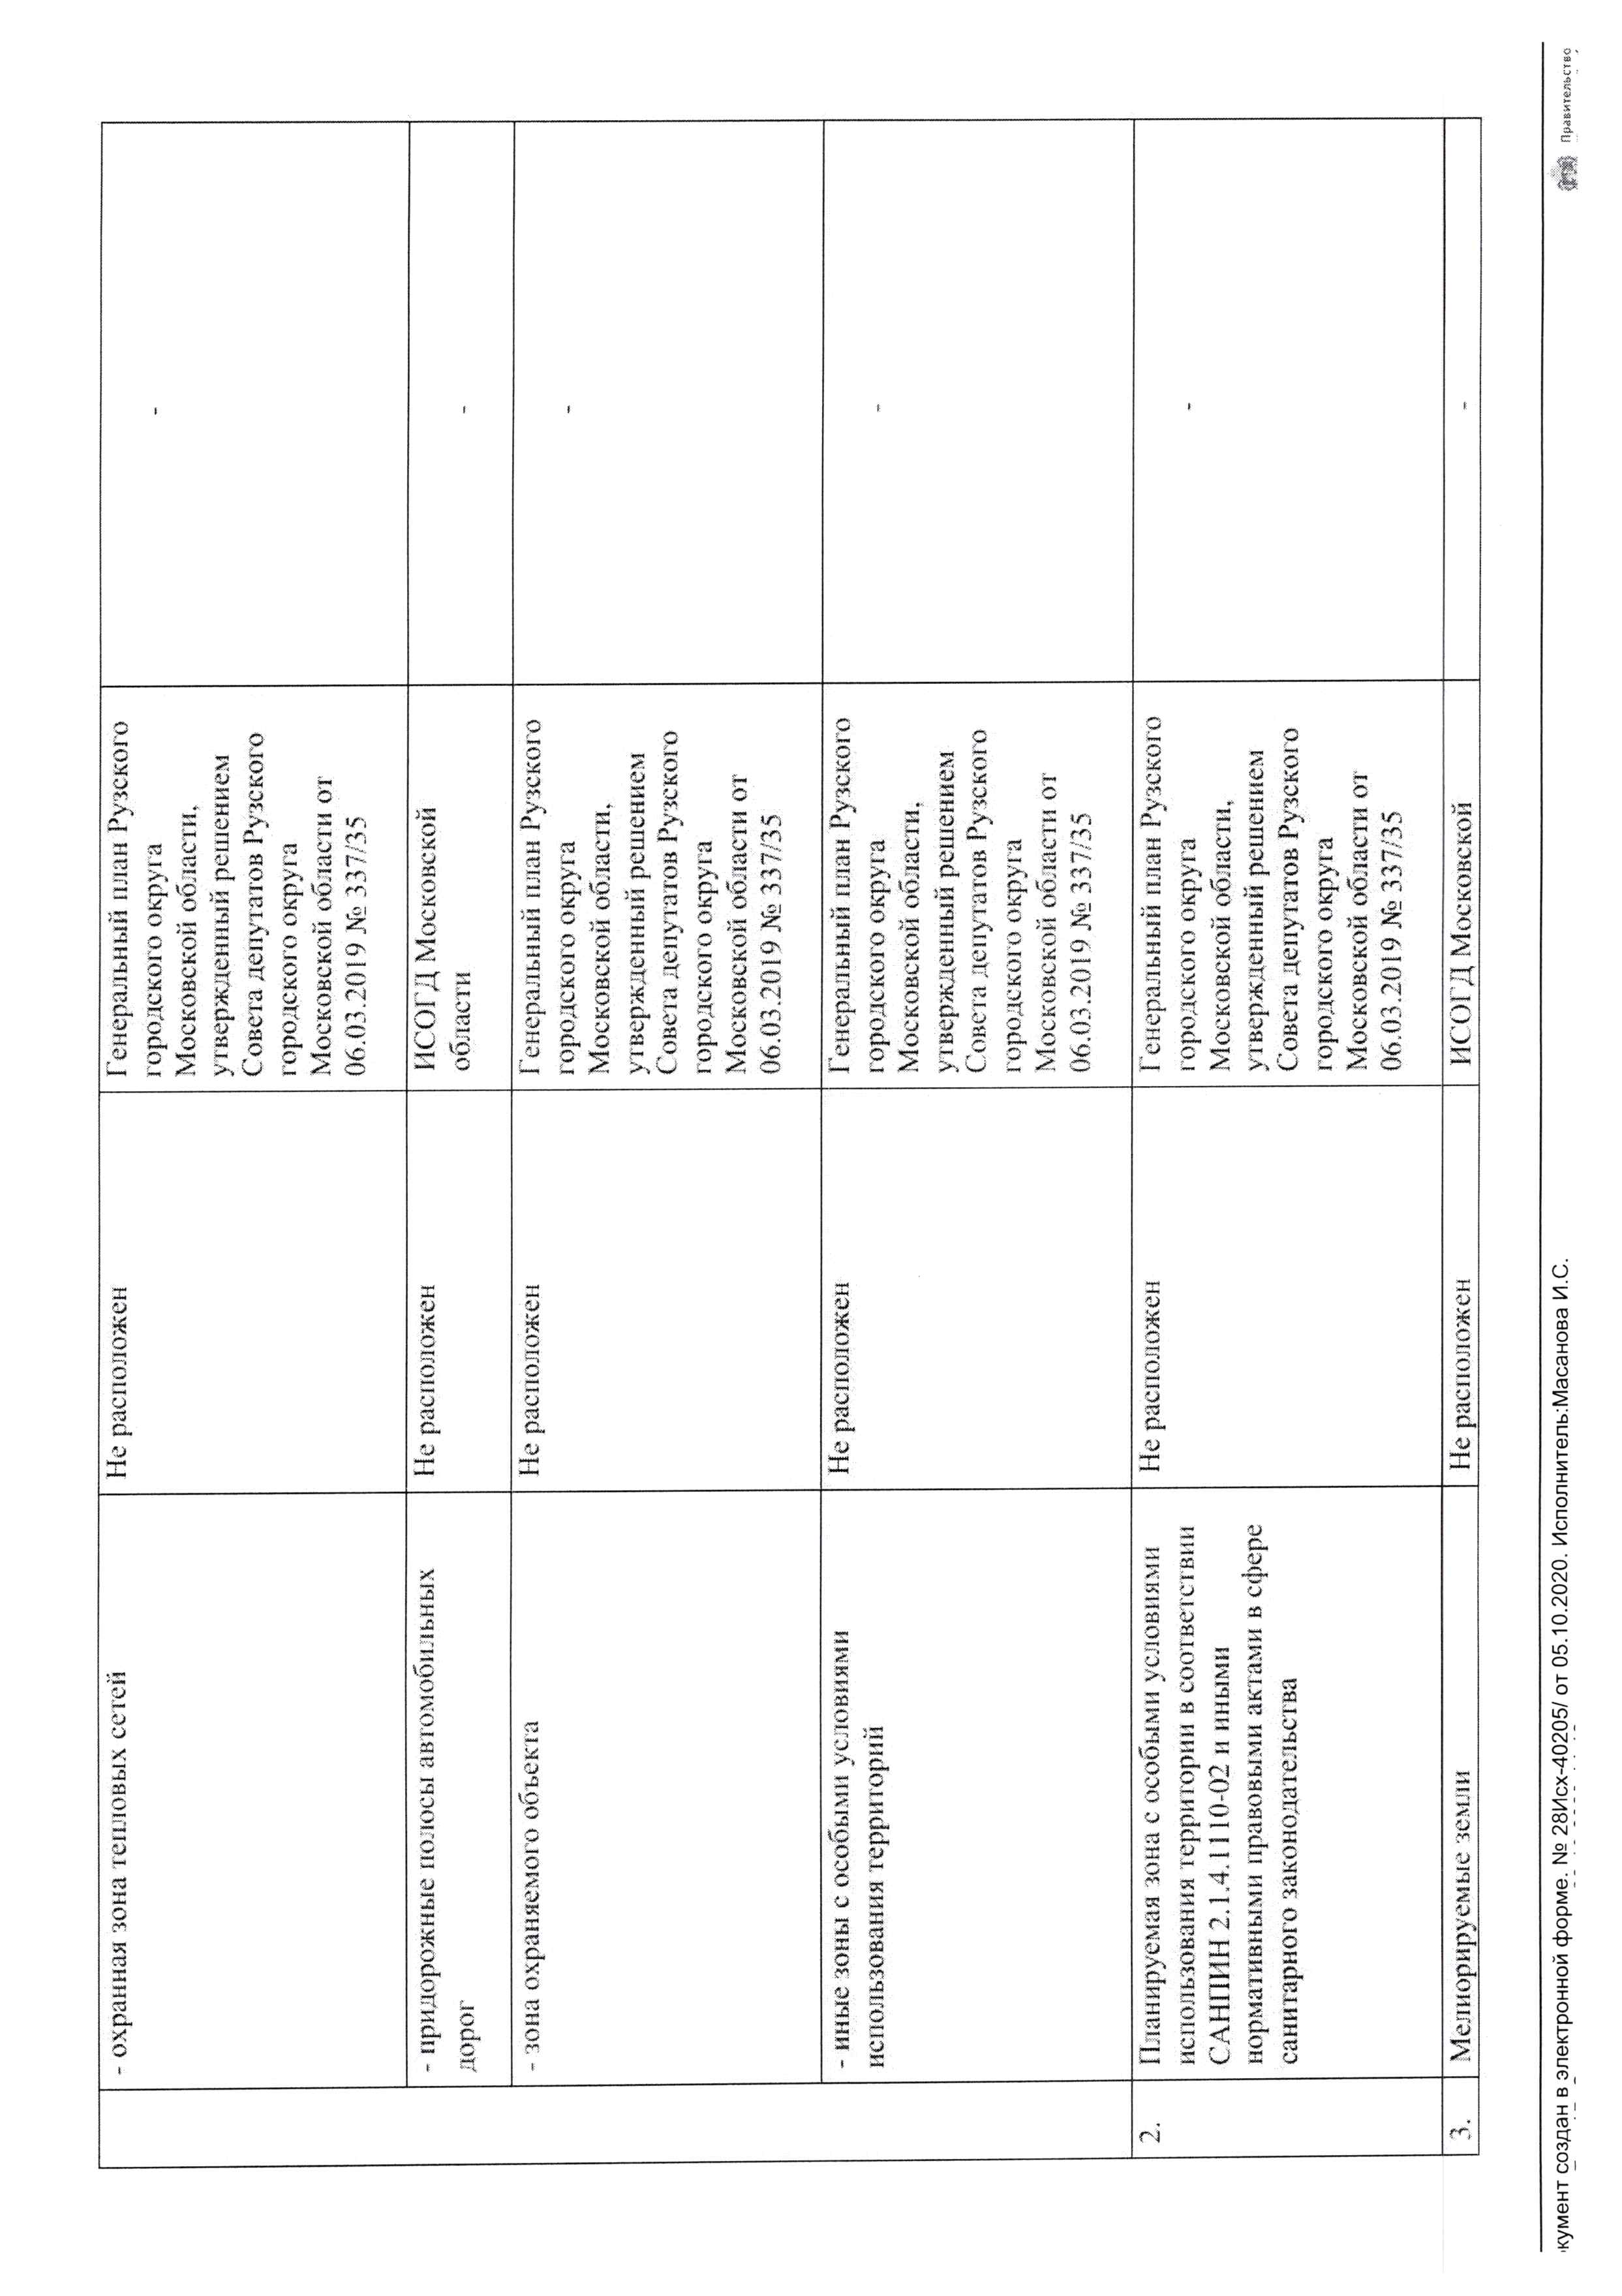 - охранная зона тепловых сетей
Не расположен
Генеральный план Рузского
городского округа
Московской области,
утвержденный решением
Совета депутатов Рузского
городского округа
Московской области от
06.03.2019 № 337/35
-
- придорожные полосы автомобильных
дорог
Не расположен
ИСОГД Московской
области
-
- зона охраняемого объекта
Не расположен
Генеральный план Рузского
городского округа
Московской области,
утвержденный решением
Совета депутатов Рузского
городского округа
Московской области от
06.03.2019 № 337/35
-
- иные зоны с особыми условиями
использования территорий
Не расположен
Генеральный план Рузского
городского округа
Московской области,
утвержденный решением
Совета депутатов Рузского
городского округа
Московской области от
06.03.2019 № 337/35
-
2.
Планируемая зона с особыми условиями
использования территории в соответствии
САНПИН 2.1.4.1110-02 и иными
нормативными правовыми актами в сфере
санитарного законодательства
Не расположен
Генеральный план Рузского
городского округа
Московской области,
утвержденный решением
Совета депутатов Рузского
городского округа
Московской области от
06.03.2019 № 337/35
-
3.
Мелиорируемые земли
Не расположен
ИСОГД Московской
-
кумент создан в электронной форме. № 28Исх-40205/ от 05.10.2020. Исполнитель:Масанова И.С.
Правительство